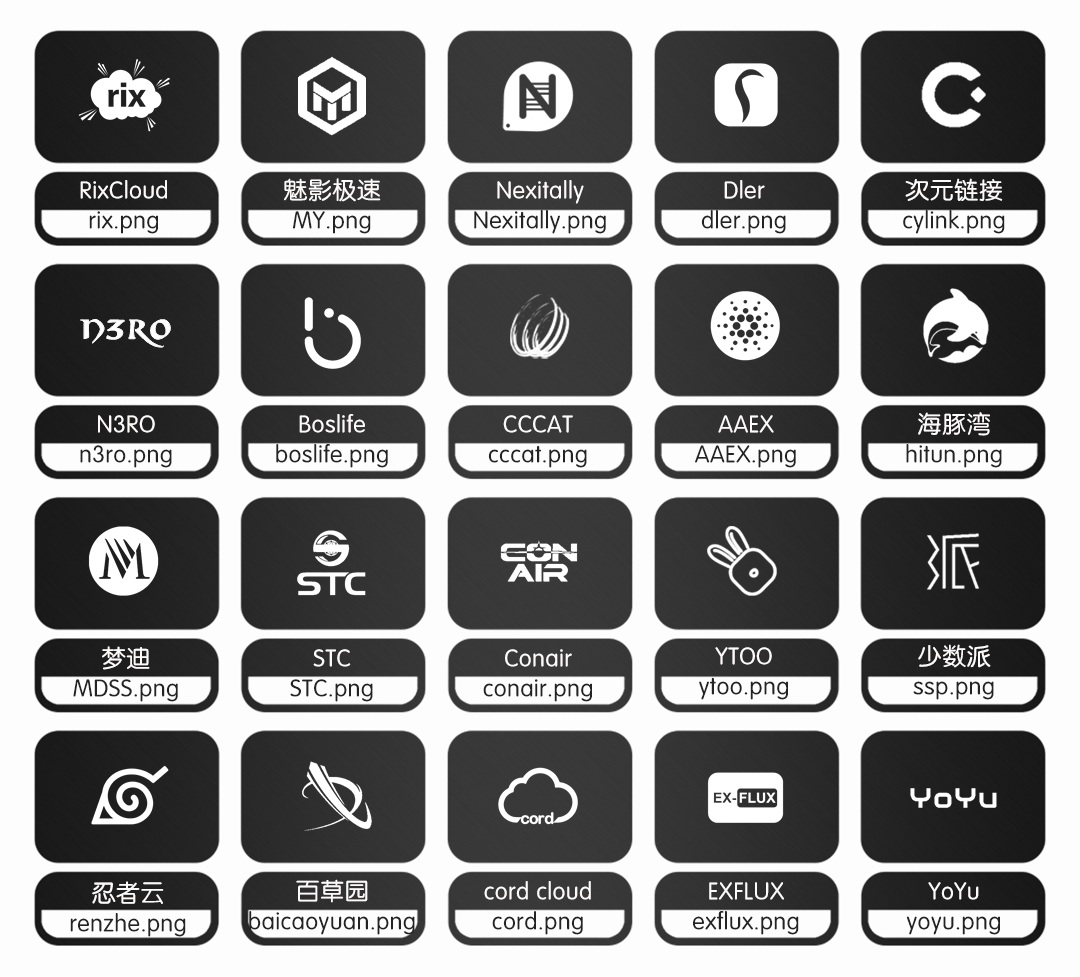 rix
N
RixCloud
魅影极速
Nexitally
Dler
次元链接
rix.png
MY.png
Nexitally.png
dler.png
cylink.png
n3RO
N3RO
Boslife
CCCAT
AAEX
海豚湾
n3ro.png
boslife.png
cccat.png
AAEX.png
hitun.png
M
STC
CON
AIR
派
梦迪
STC
Conair
YTOO
少数派
MDSS.png
STC.png
conair.png
ytoo.png
ssp.png
cord
EX-FLUX
YoYu
忍者云
百草园
cord cloud
EXFLUX
YoYu
renzhe.png
baicaoyuan.png
cord.png
exflux.png
yoyu.png